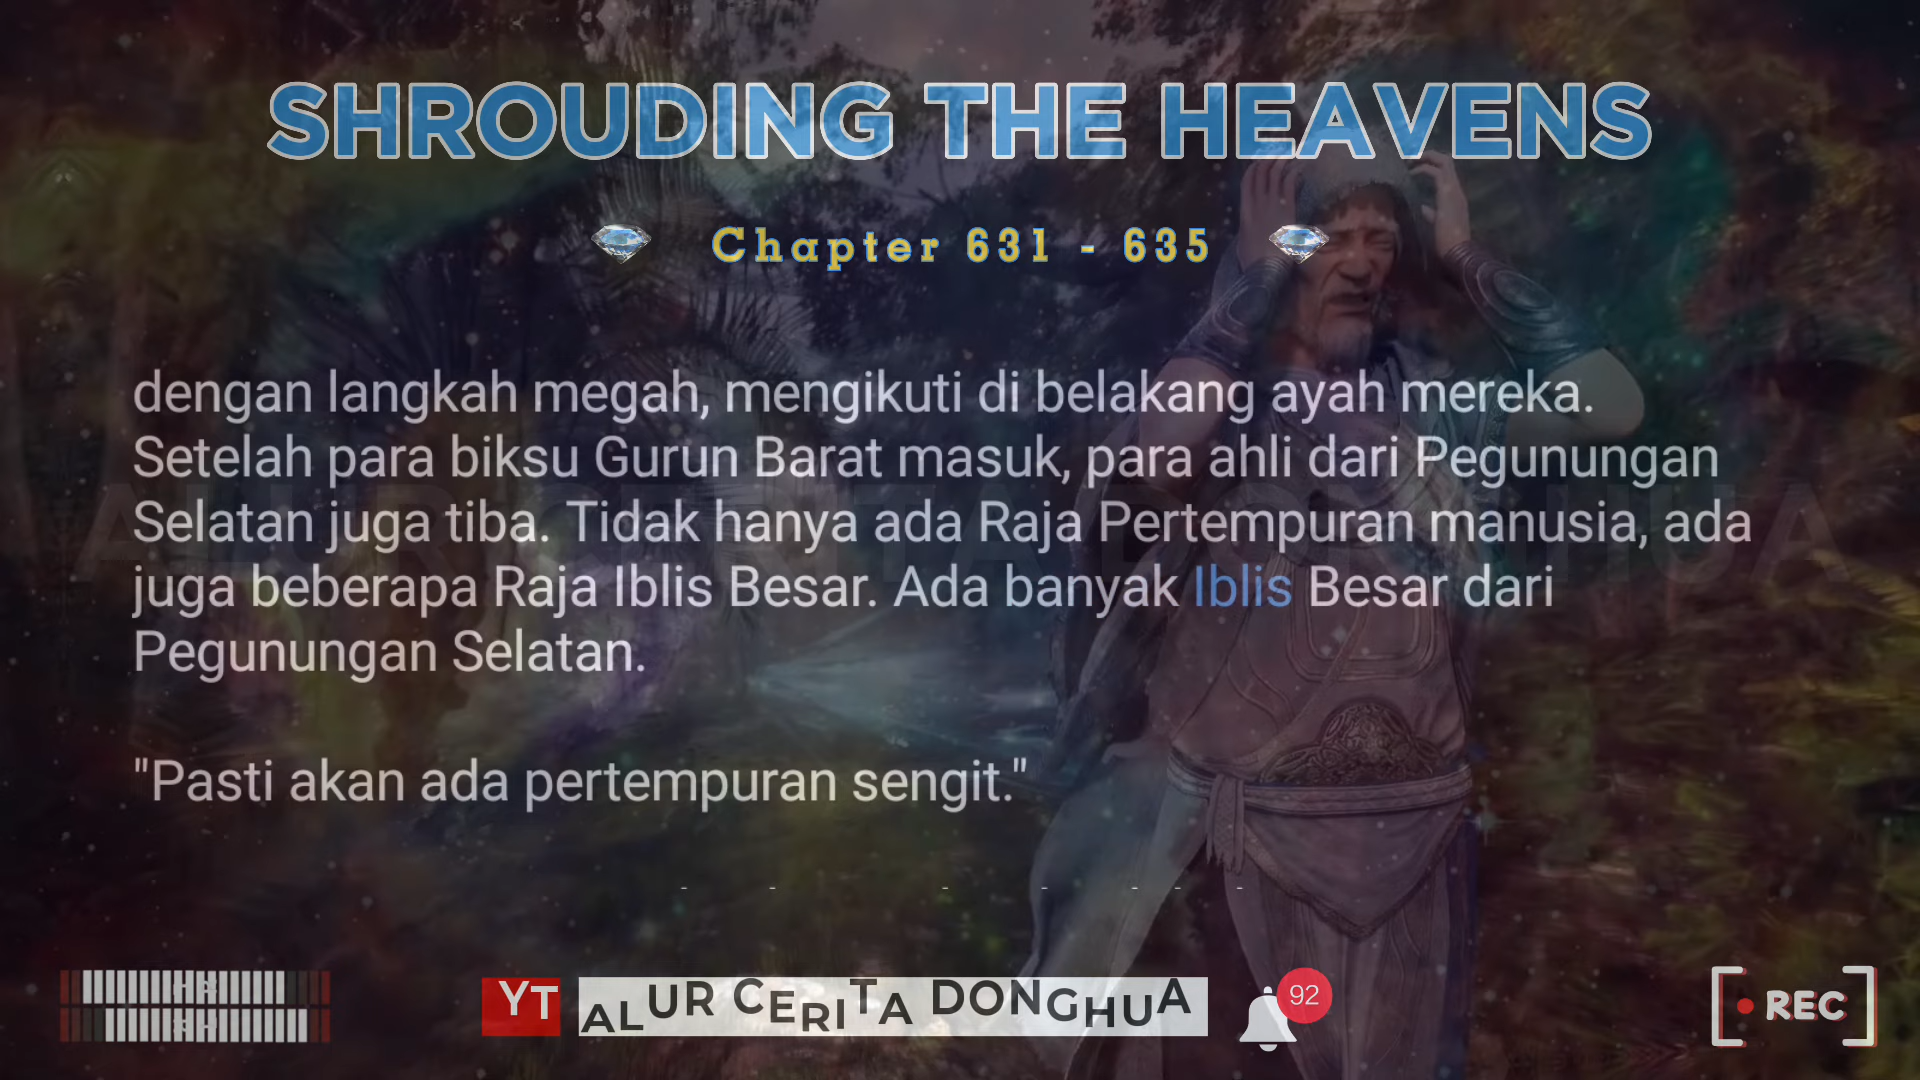 SHROUDING THE HEAVENS
Chapter 631 - 635
dengan langkah megah, mengikuti di belakang ayah mereka.
Setelah para biksu Gurun Barat masuk, para ahli dari Pegunungan
Selatan juga tiba. Tidak hanya ada Raja Pertempuran manusia, ada
juga beberapa Raja Iblis Besar. Ada banyak Iblis Besar dari
Pegunungan Selatan.
"Pasti akan ada pertempuran sengit."
YT ALUR CERITA DONGHUA
92
REC
ALUR CERITA DONGHUA